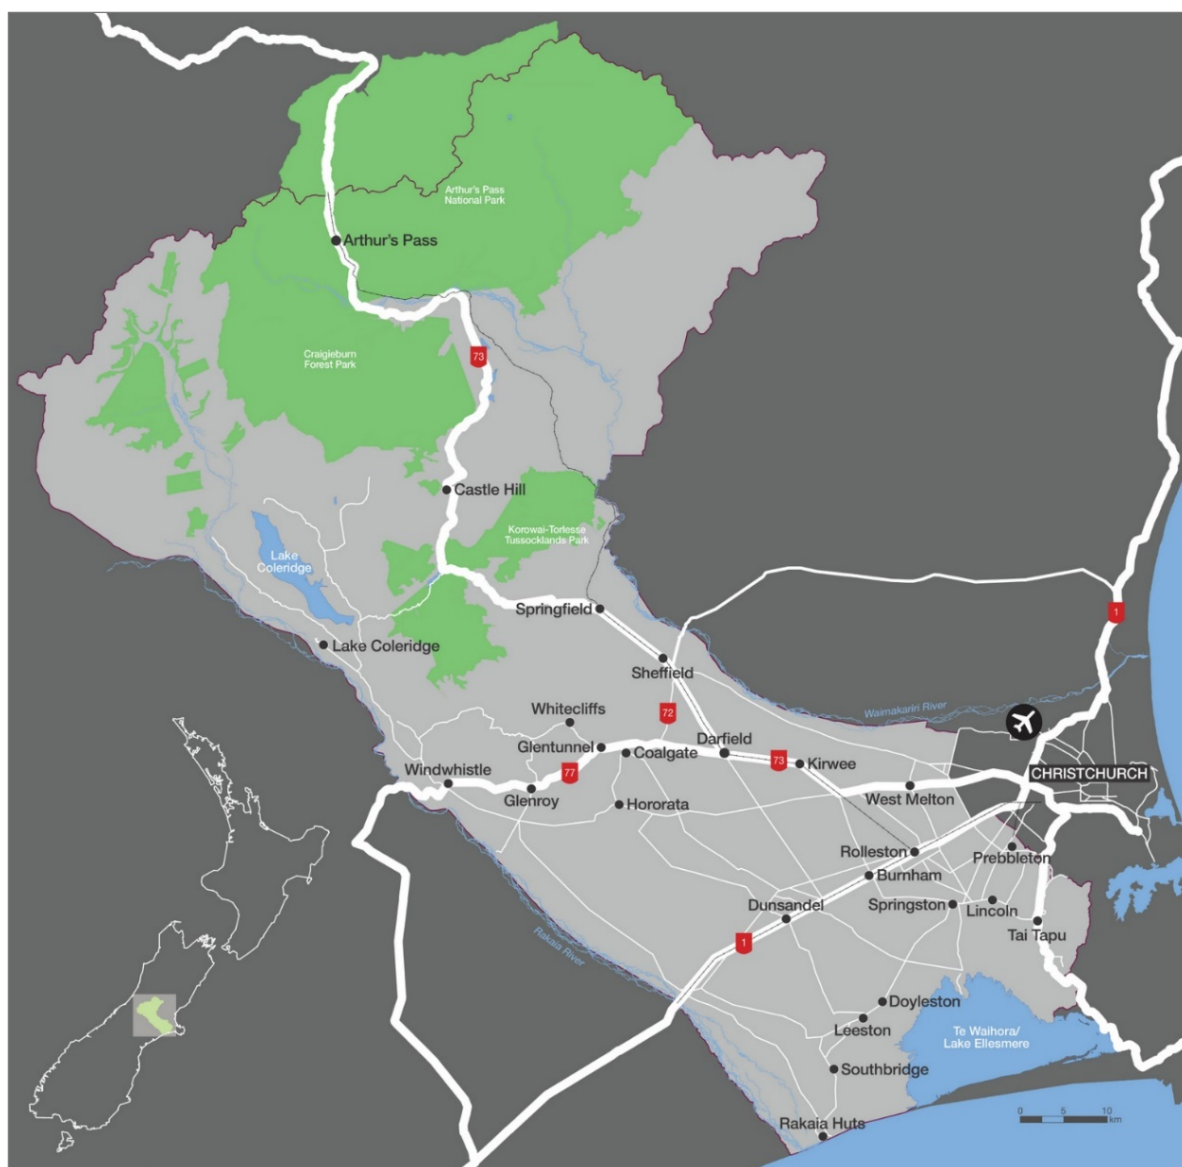 Arthur's Pass
National Park
Arthur's Pass
Craigieburn
Forest Park
73
Castle Hill
Korowai-Torlesse
Tussocklands Park
Lake
Coleridge
Springfield
1
Lake Coleridge
Sheffield
Whitecliffs
72
Waimakariri River
Glentunnel
Coalgate
Darfield
73
Kirwee
Windwhistle
77
CHRISTCHURCH
Glenroy
Hororata
West Melton
Rolleston
Prebbleton
Burnham
Dunsandel
Springston
Lincoln
Tai Tapu
1
Rakaia River
Doyleston
Leeston
Te Waihora/
Lake Ellesmere
Southbridge
Rakaia Huts
0 5 10
km